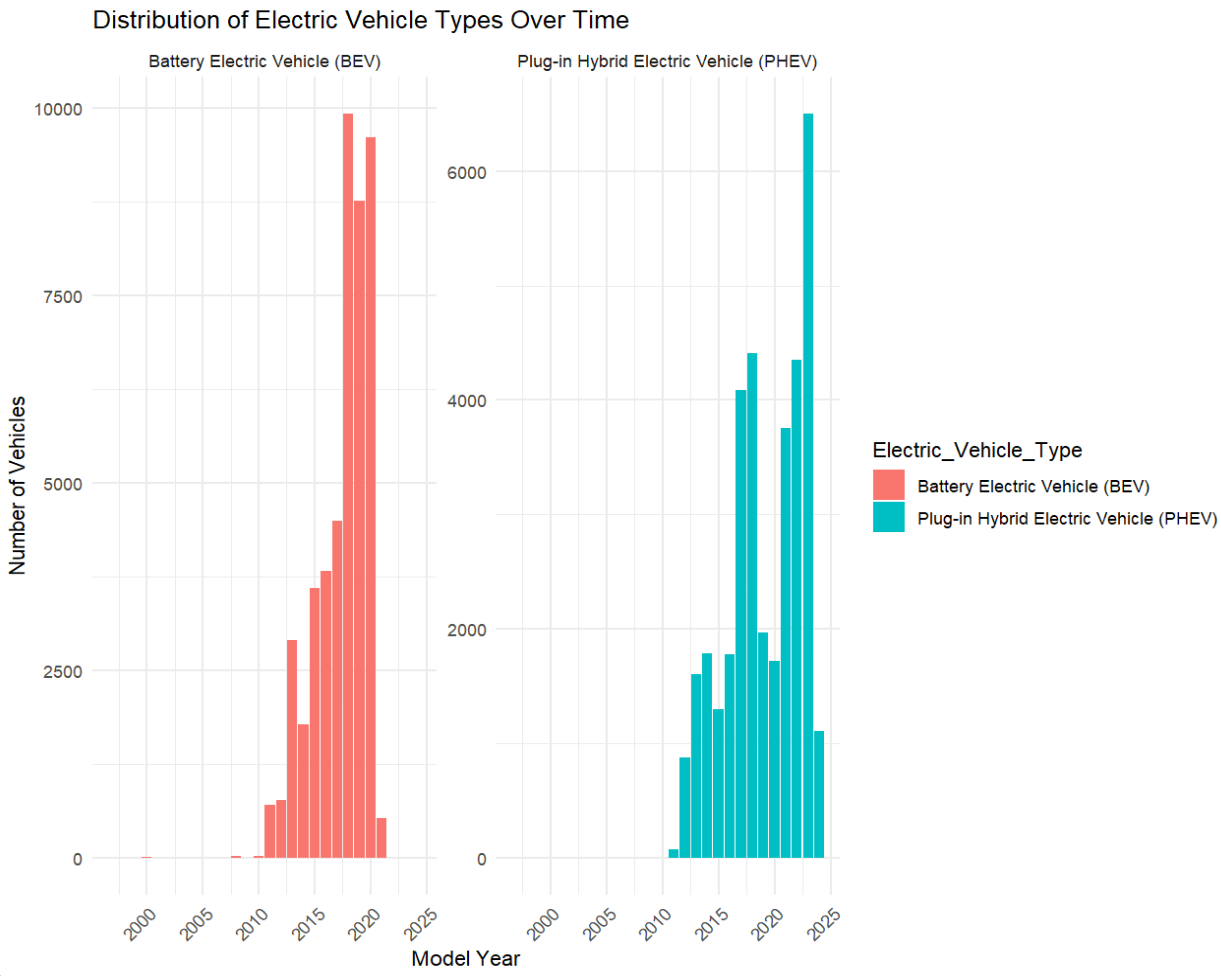 Distribution of Electric Vehicle Types Over Time
Battery Electric Vehicle (BEV)
Plug-in Hybrid Electric Vehicle (PHEV)
Number of Vehicles
10000
7500
5000
2500
0
6000
4000
2000
0
2000 2005 2010 2015 2020 2025
2000 2005 2010 2015 2020 2025
Model Year
Electric_Vehicle_Type
Battery Electric Vehicle (BEV)
Plug-in Hybrid Electric Vehicle (PHEV)